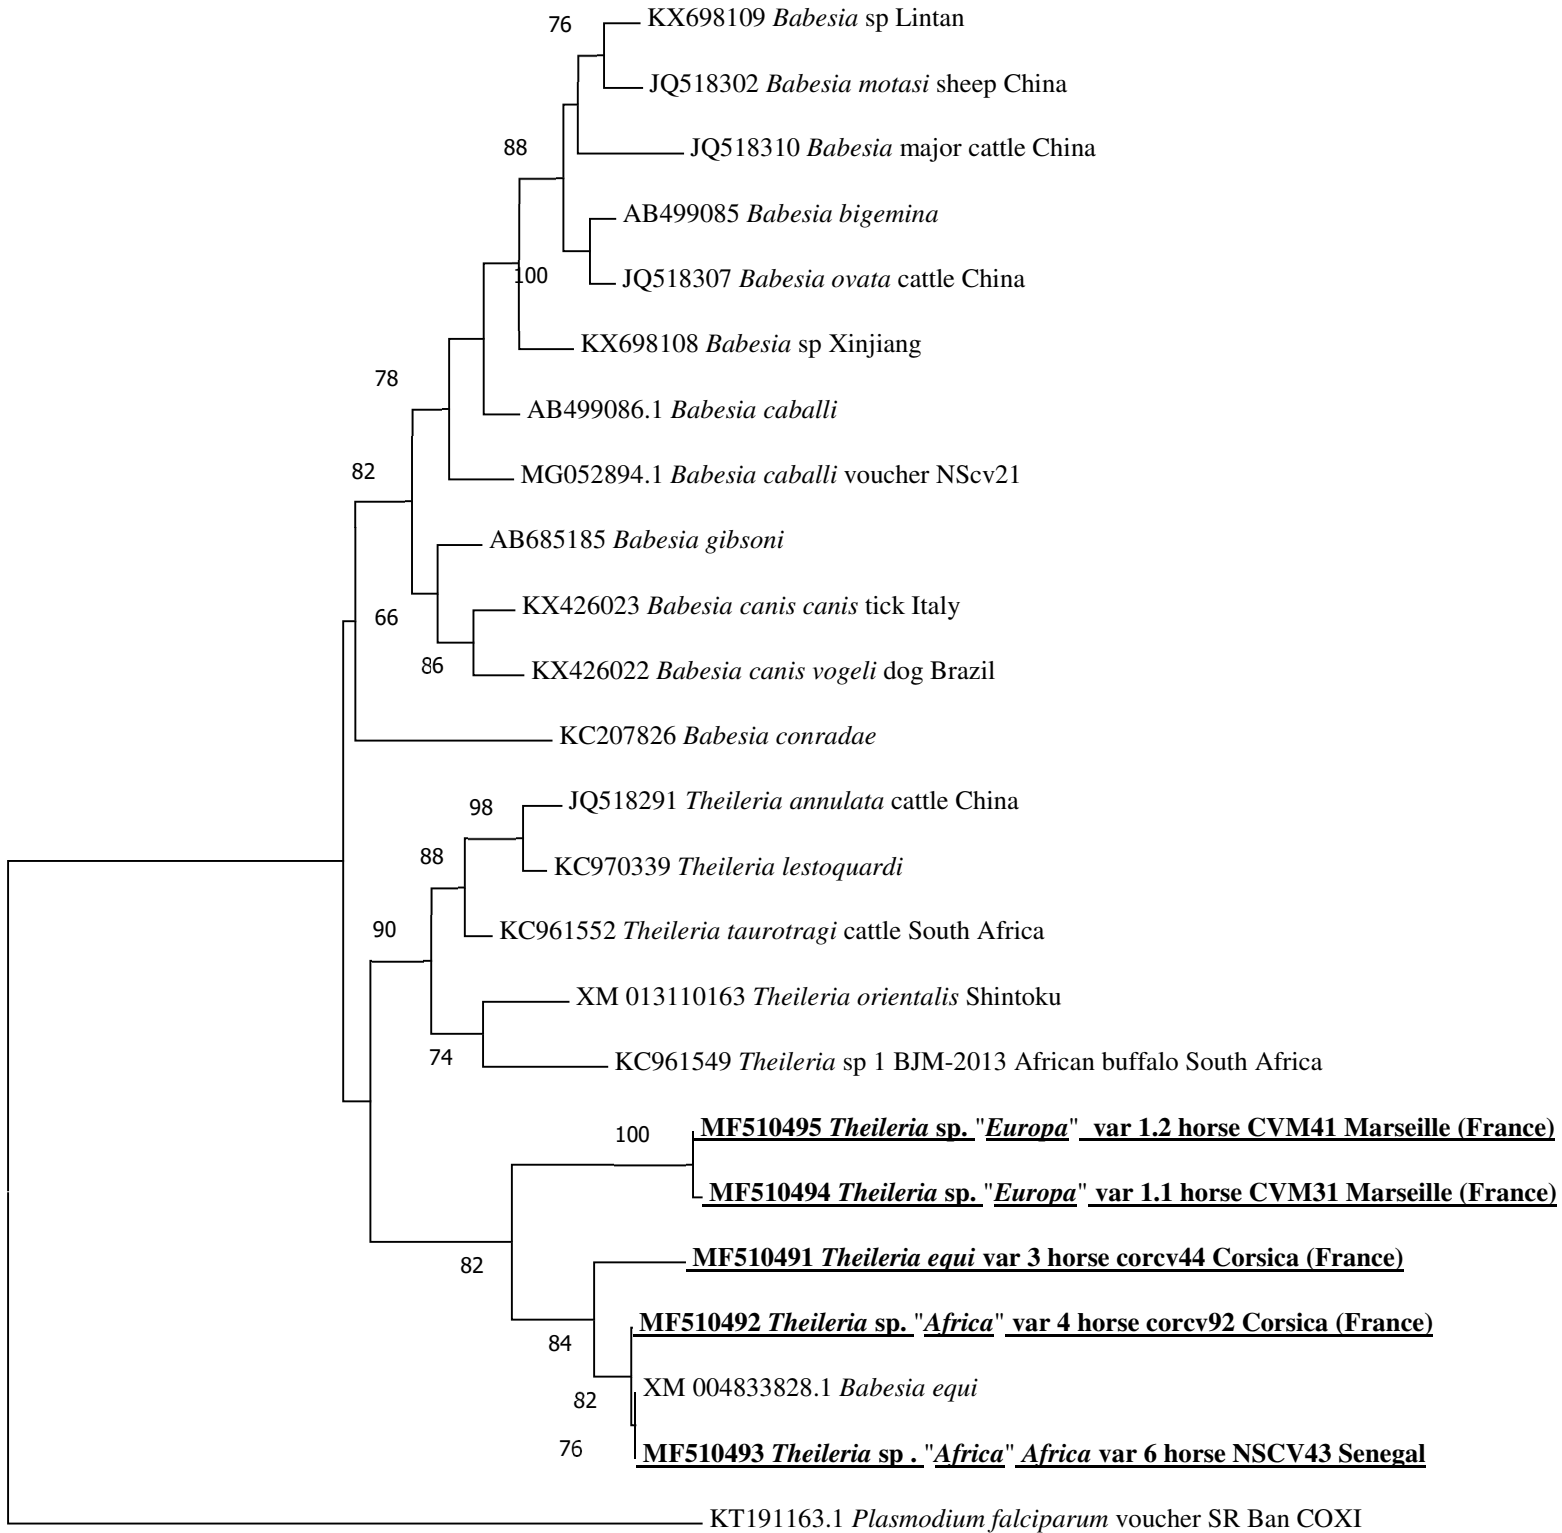 76
KX698109 Babesia sp Lintan
JQ518302 Babesia motasi sheep China
88
JQ518310 Babesia major cattle China
AB499085 Babesia bigemina
100
JQ518307 Babesia ovata cattle China
KX698108 Babesia sp Xinjiang
78
AB499086.1 Babesia caballi
82
MG052894.1 Babesia caballi voucher NScv21
AB685185 Babesia gibsoni
66
KX426023 Babesia canis canis tick Italy
86
KX426022 Babesia canis vogeli dog Brazil
KC207826 Babesia conradae
98
JQ518291 Theileria annulata cattle China
88
KC970339 Theileria lestoquardi
90
KC961552 Theileria taurotragi cattle South Africa
XM 013110163 Theileria orientalis Shintoku
74
KC961549 Theileria sp 1 BJM-2013 African buffalo South Africa
100
MF510495 Theileria sp. "Europa" var 1.2 horse CVM41 Marseille (France)
MF510494 Theileria sp. "Europa" var 1.1 horse CVM31 Marseille (France)
82
MF510491 Theileria equi var 3 horse corcv44 Corsica (France)
84
MF510492 Theileria sp. "Africa" var 4 horse corcv92 Corsica (France)
82
XM 004833828.1 Babesia equi
76
MF510493 Theileria sp . "Africa" Africa var 6 horse NSCV43 Senegal
KT191163.1 Plasmodium falciparum voucher SR Ban COXI